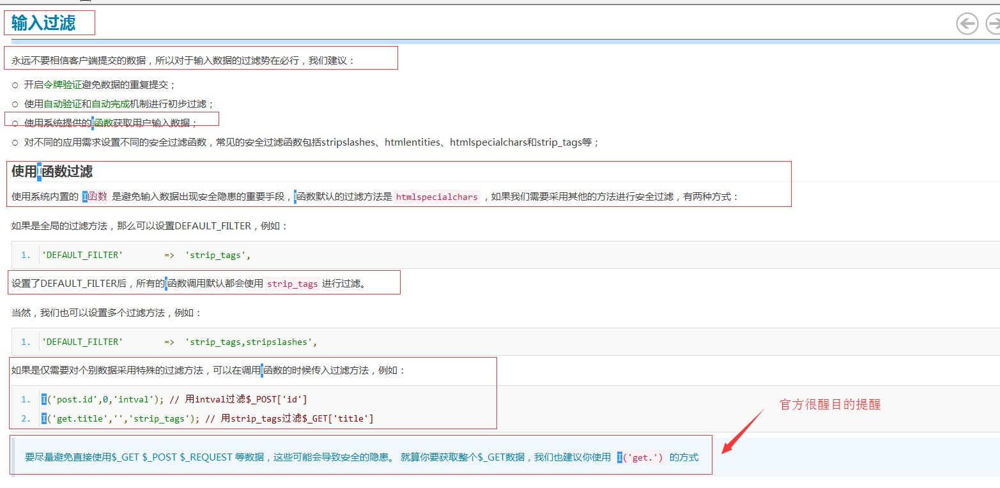 输入过滤
永远不要相信客户端提交的数据，所以对于输入数据的过滤势在必行，我们建议：
开启令牌验证避免数据的重复提交；
使用自动验证和自动完成机制进行初步过滤；
使用系统提供的I函数获取用户输入数据；
对不同的应用需求设置不同的安全过滤函数，常见的安全过滤函数包括stripslashes、htmlentities、htmlspecialchars和strip_tags等；
使用I函数过滤
使用系统内置的 I函数 是避免输入数据出现安全隐患的重要手段，I函数默认的过滤方法是 htmlspecialchars ，如果我们需要采用其他的方法进行安全过滤，有两种方式：
如果是全局的过滤方法，那么可以设置DEFAULT_FILTER，例如：
1. 'DEFAULT_FILTER' => 'strip_tags',
设置了DEFAULT_FILTER后，所有的I函数调用默认都会使用 strip_tags 进行过滤。
当然，我们也可以设置多个过滤方法，例如：
1. 'DEFAULT_FILTER' => 'strip_tags,stripslashes',
如果是仅需要对个别数据采用特殊的过滤方法，可以在调用I函数的时候传入过滤方法，例如：
1. I('post.id',0,'intval'); // 用intval过滤$_POST['id']
官方很醒目的提醒
2. I('get.title','','strip_tags'); // 用strip_tags过滤$_GET['title']
要尽量避免直接使用$_GET $_POST $_REQUEST 等数据，这些可能会导致安全的隐患。 就算你要获取整个$_GET数据，我们也建议你使用 I('get.') 的方式